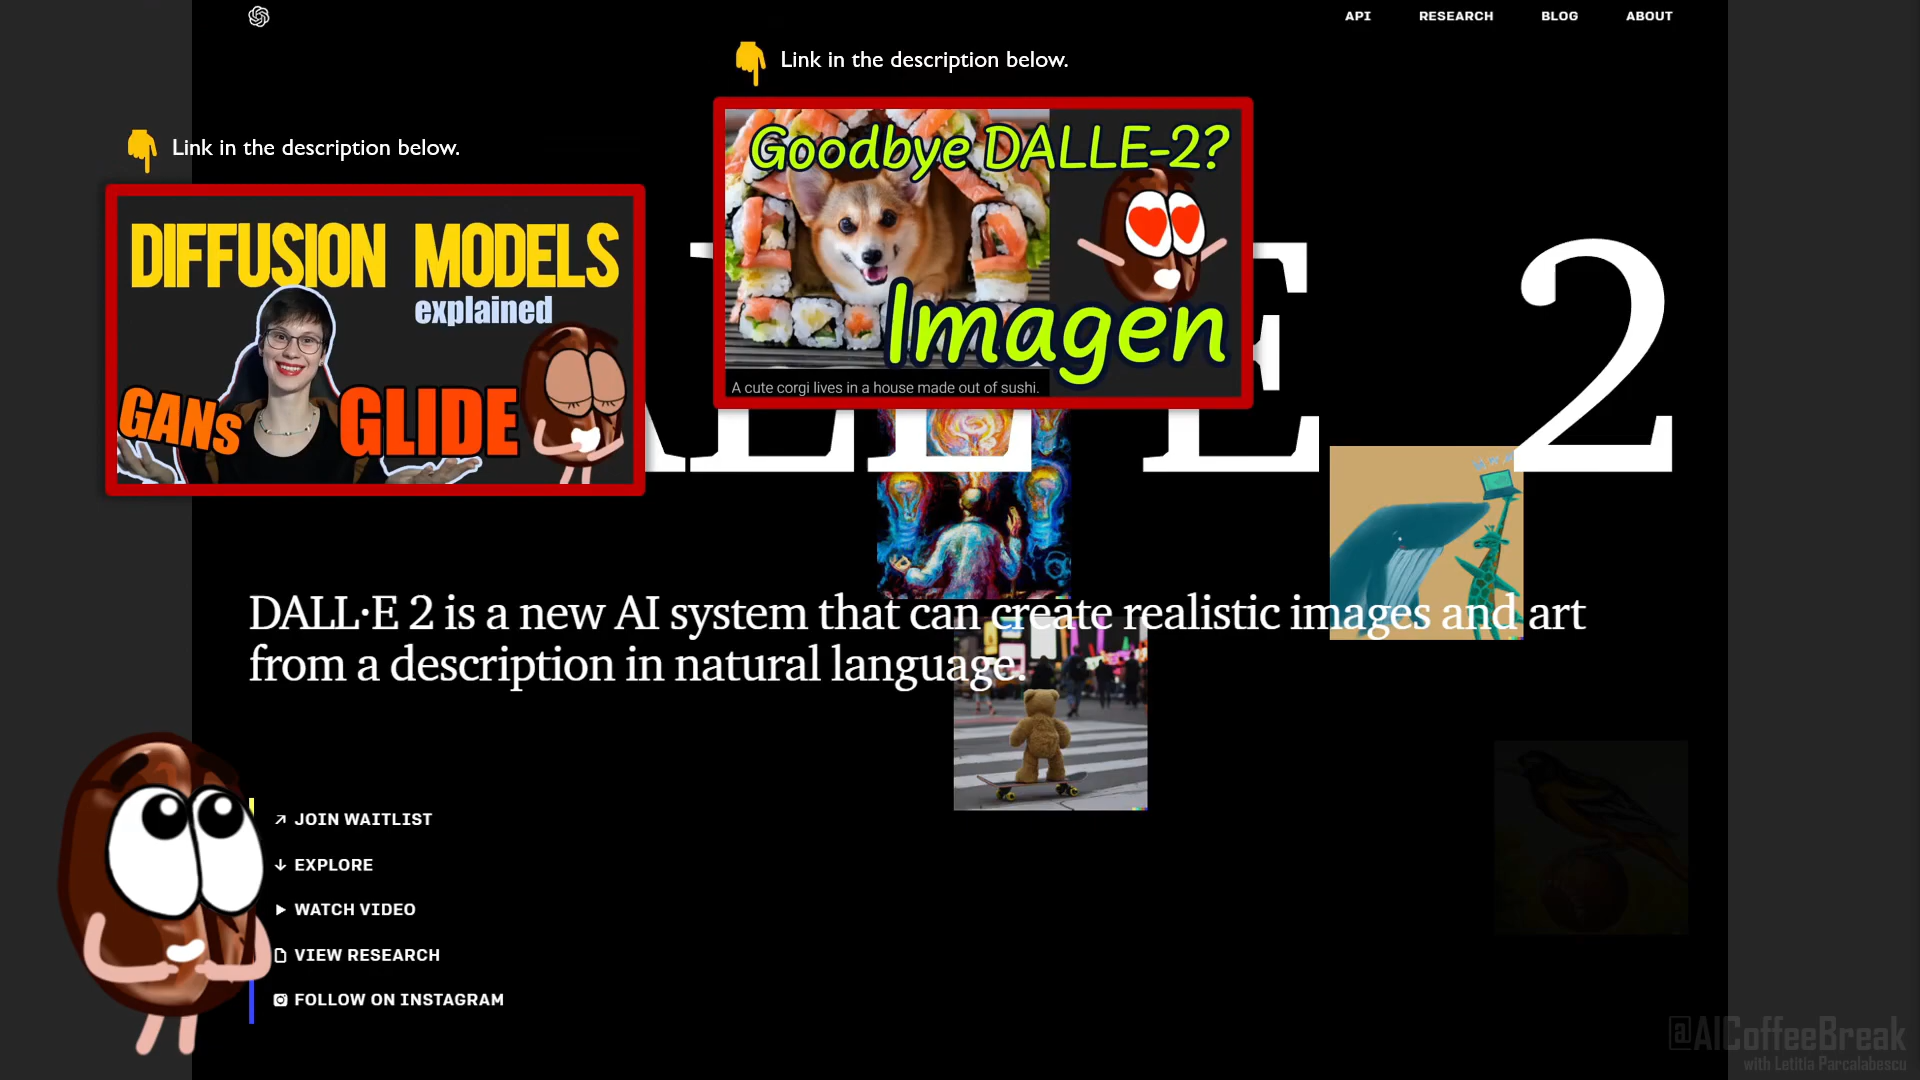 API RESEARCH BLOG ABOUT
Link in the description below.
Link in the description below.
Goodbye DALLE-2?
Imagen
A cute corgi lives in a house made out of sushi.
DIFFUSION MODELS
explained
GANs GLIDE
E 2
DALL·E 2 is a new AI system that can create realistic images and art
from a description in natural language.
JOIN WAITLIST
EXPLORE
WATCH VIDEO
VIEW RESEARCH
FOLLOW ON INSTAGRAM
@AICoffeeBreak
with Letitia Parcalabescu